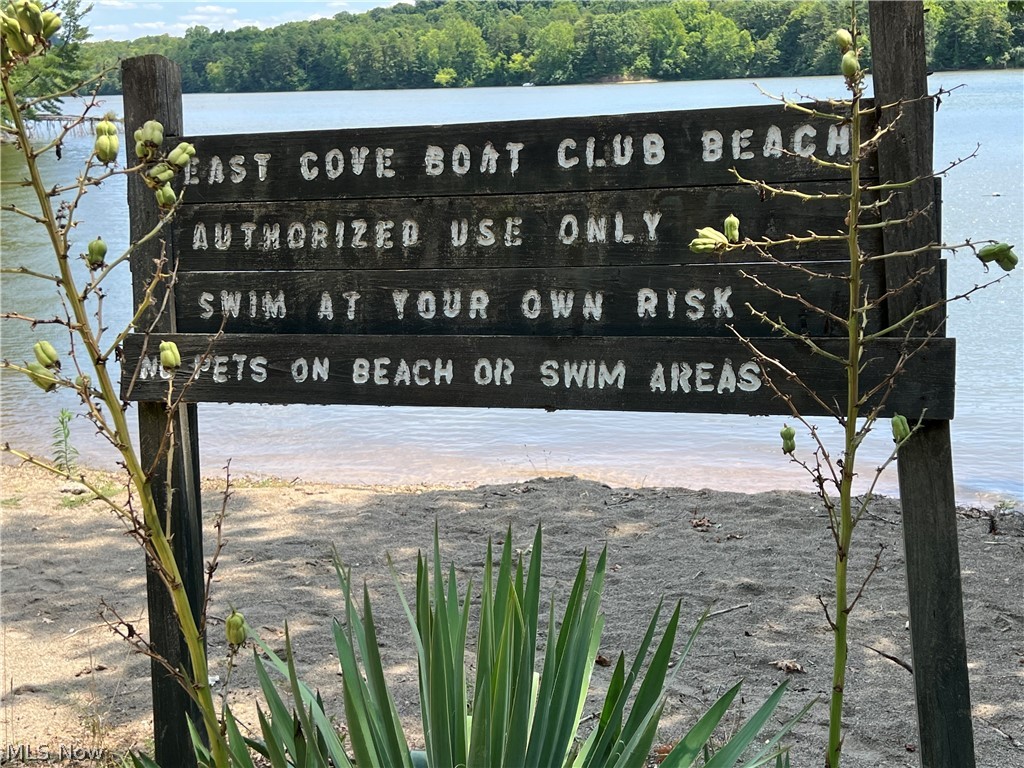 EAST COVE BOAT CLUB BEACH
AUTHORIZED USE ONLY
SWIM AT YOUR OWN RISK
NO PETS ON BEACH OR SWIM AREAS
MLS Now